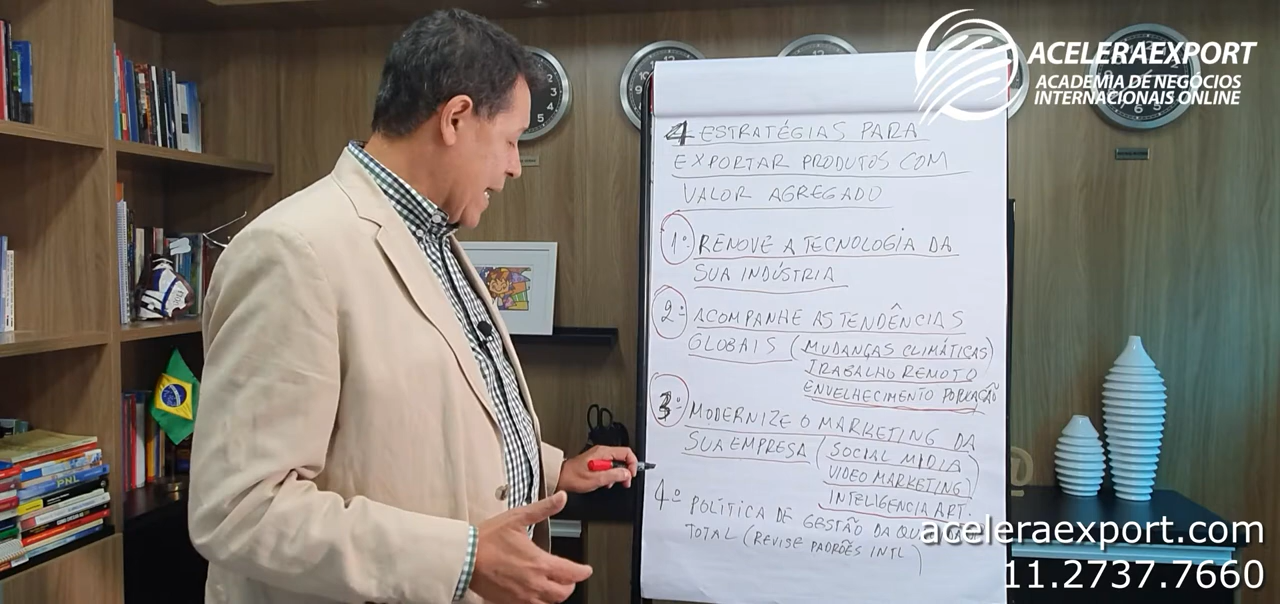 ACELERAEXPORT
ACADEMIA DE NEGÓCIOS
INTERNACIONAIS ONLINE
4 ESTRATÉGIAS PARA
EXPORTAR PRODUTOS COM
VALOR AGREGADO
1º RENOVE A TECNOLOGIA DA
SUA INDÚSTRIA
2º ACOMPANHE AS TENDÊNCIAS
GLOBAIS (MUDANÇAS CLIMÁTICAS)
TRABALHO REMOTO
ENVELHECIMENTO POPULAÇÃO
3º MODERNIZE O MARKETING DA
SUA EMPRESA (SOCIAL MIDIA
VIDEO MARKETING)
INTELIGENCIA ART.
4º POLÍTICA DE GESTÃO DA
TOTAL (REVISE PADRÕES INTL)
aceleraexport.com
11.2737.7660
PNL